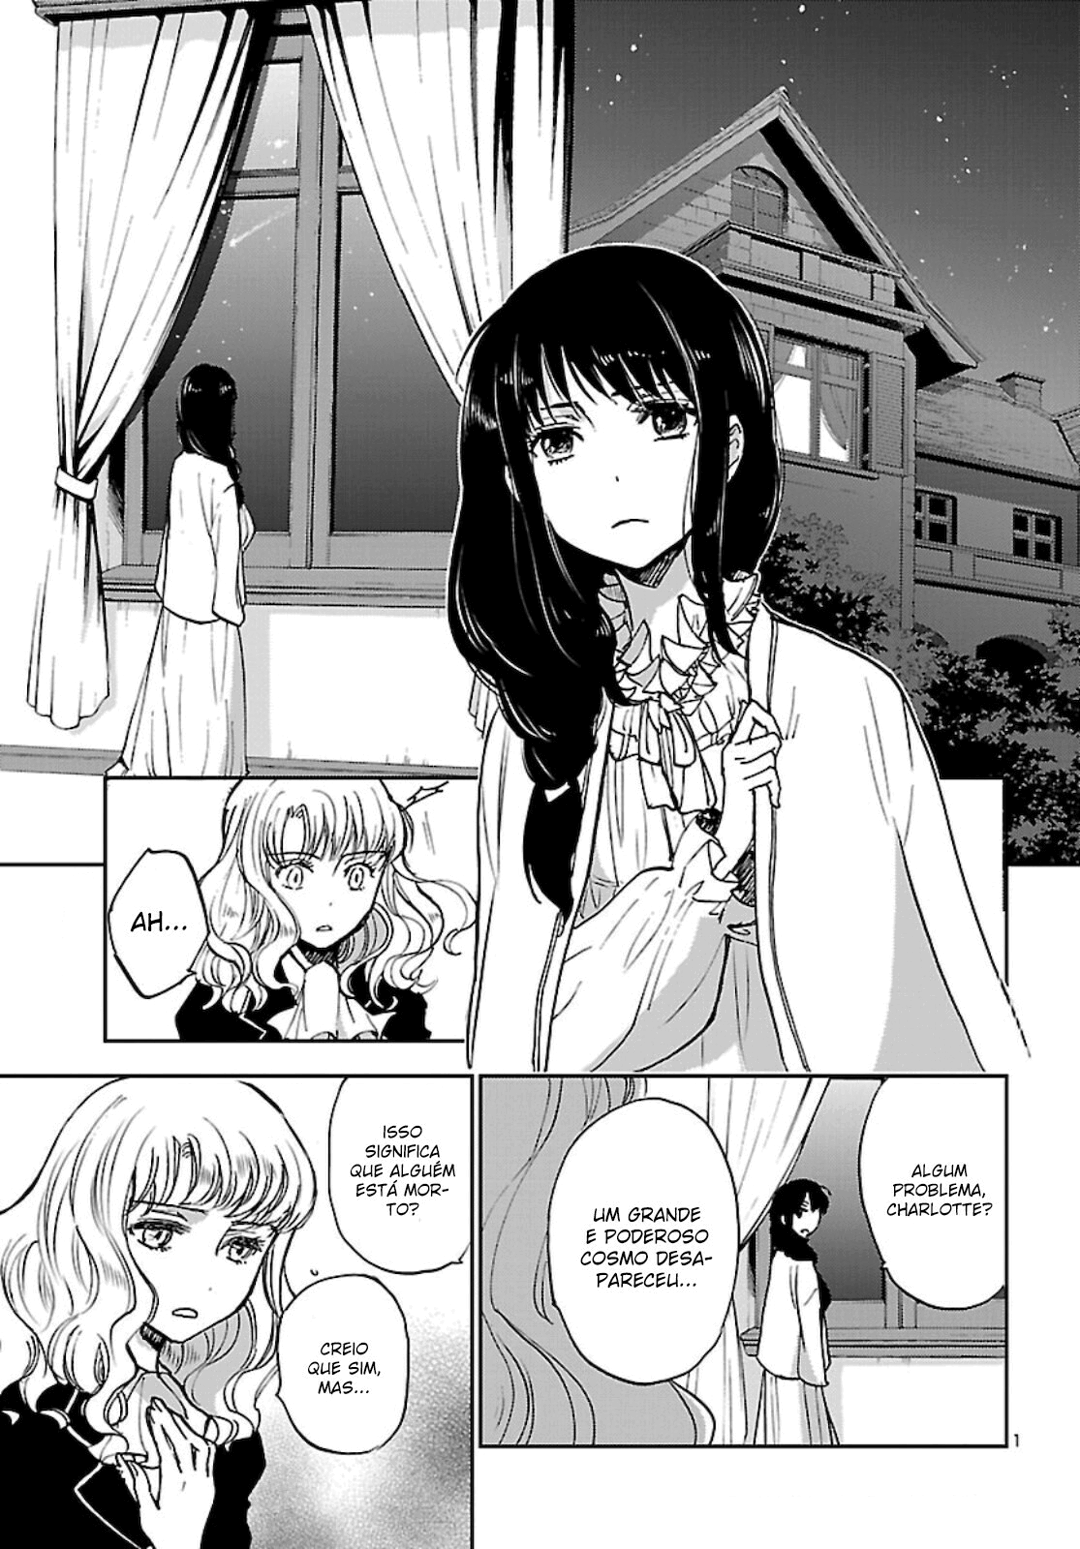 AH...
ALGUM
PROBLEMA,
CHARLOTTE?
UM GRANDE
E PODEROSO
COSMO DESA-
PARECEU...
ISSO
SIGNIFICA
QUE ALGUÉM
ESTÁ MOR-
TO?
CREIO
QUE SIM,
MAS...
1